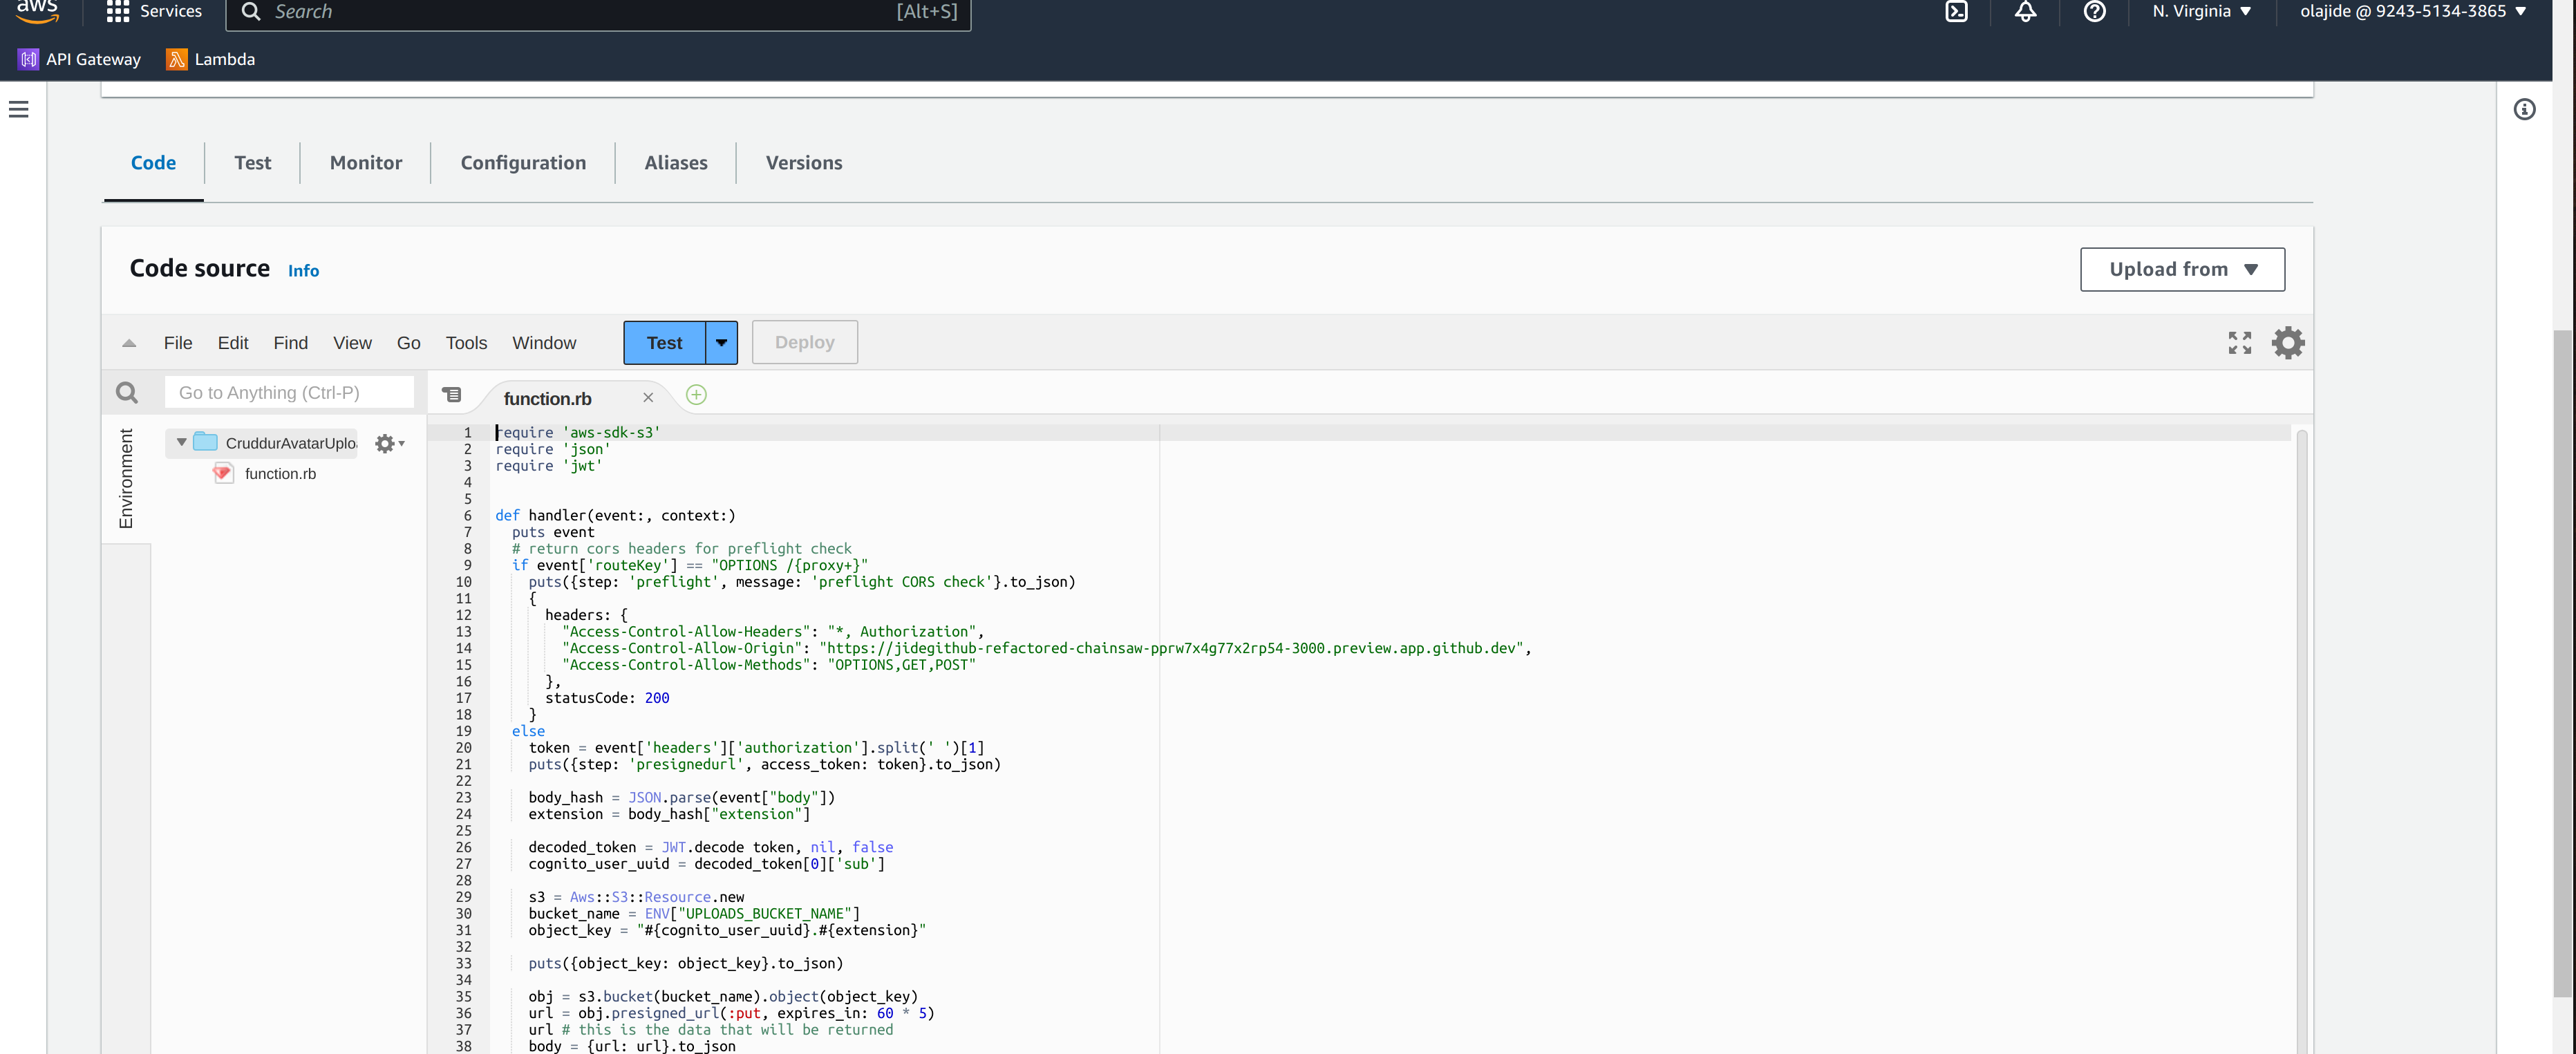 aws
Services
Search
[Alt+S]
N. Virginia
olajide @ 9243-5134-3865
API Gateway
Lambda
Code
Test
Monitor
Configuration
Aliases
Versions
Code source
Info
Upload from
File Edit Find View Go Tools Window
Test
Deploy
Go to Anything (Ctrl-P)
Environment
CruddurAvatarUplo
function.rb
function.rb
1 require 'aws-sdk-s3'
2 require 'json'
3 require 'jwt'
4
5
6 def handler(event:, context:)
7 puts event
8 # return cors headers for preflight check
9 if event['routeKey'] == "OPTIONS /{proxy+}"
10 puts({step: 'preflight', message: 'preflight CORS check'}.to_json)
11 {
12 headers: {
13 "Access-Control-Allow-Headers": "*, Authorization",
14 "Access-Control-Allow-Origin": "https://jidegithub-refactored-chainsaw-pprw7x4g77x2rp54-3000.preview.app.github.dev",
15 "Access-Control-Allow-Methods": "OPTIONS,GET,POST"
16 },
17 statusCode: 200
18 }
19 else
20 token = event['headers']['authorization'].split(' ')[1]
21 puts({step: 'presignedurl', access_token: token}.to_json)
22
23 body_hash = JSON.parse(event["body"])
24 extension = body_hash["extension"]
25
26 decoded_token = JWT.decode token, nil, false
27 cognito_user_uuid = decoded_token[0]['sub']
28
29 s3 = Aws::S3::Resource.new
30 bucket_name = ENV["UPLOADS_BUCKET_NAME"]
31 object_key = "#{cognito_user_uuid}.#{extension}"
32
33 puts({object_key: object_key}.to_json)
34
35 obj = s3.bucket(bucket_name).object(object_key)
36 url = obj.presigned_url(:put, expires_in: 60 * 5)
37 url # this is the data that will be returned
38 body = {url: url}.to_json